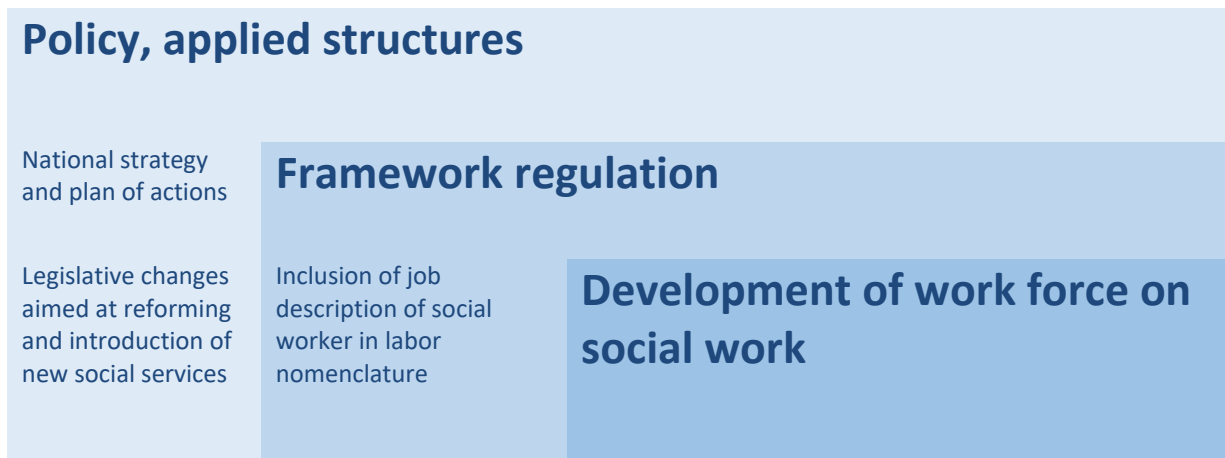 Policy, applied structures
National strategy
and plan of actions
Legislative changes
aimed at reforming
and introduction of
new social services
Framework regulation
Inclusion of job
description of social
worker in labor
nomenclature
Development of work force on
social work